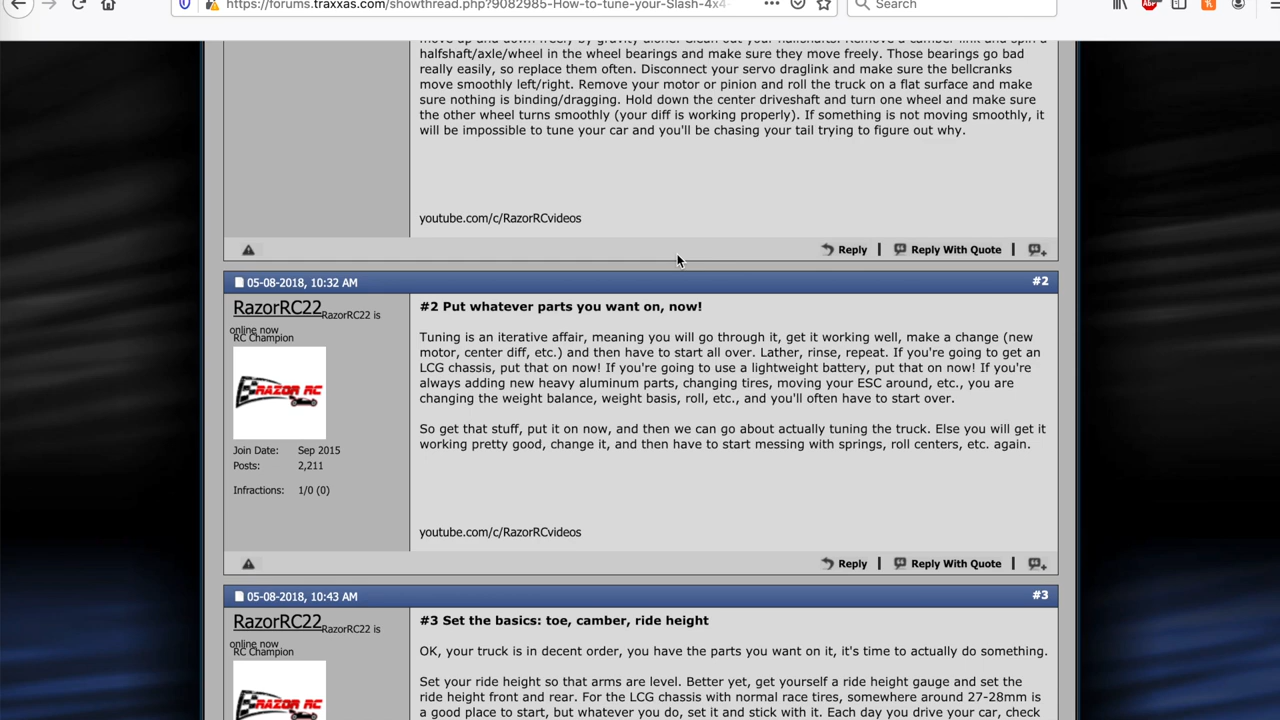 https://forums.traxxas.com/showthread.php?9082985-How-to-tune-your-Slash-4x4-
Search
move up and down freely by gravity, alone! Clean out your halfshafts. Remove a camber link and spin a
halfshaft/axle/wheel in the wheel bearings and make sure they move freely. Those bearings go bad
really easily, so replace them often. Disconnect your servo draglink and make sure the bellcranks
move smoothly left/right. Remove your motor or pinion and roll the truck on a flat surface and make
sure nothing is binding/dragging. Hold down the center driveshaft and turn one wheel and make sure
the other wheel turns smoothly (your diff is working properly). If something is not moving smoothly, it
will be impossible to tune your car and you'll be chasing your tail trying to figure out why.
youtube.com/c/RazorRCvideos
Reply | Reply With Quote |
05-08-2018, 10:32 AM #2
RazorRC22 RazorRC22 is
online now
RC Champion
RAZOR RC
Join Date: Sep 2015
Posts: 2,211
Infractions: 1/0 (0)
#2 Put whatever parts you want on, now!
Tuning is an iterative affair, meaning you will go through it, get it working well, make a change (new
motor, center diff, etc.) and then have to start all over. Lather, rinse, repeat. If you're going to get an
LCG chassis, put that on now! If you're going to use a lightweight battery, put that on now! If you're
always adding new heavy aluminum parts, changing tires, moving your ESC around, etc., you are
changing the weight balance, weight basis, roll, etc., and you'll often have to start over.
So get that stuff, put it on now, and then we can go about actually tuning the truck. Else you will get it
working pretty good, change it, and then have to start messing with springs, roll centers, etc. again.
youtube.com/c/RazorRCvideos
Reply | Reply With Quote |
05-08-2018, 10:43 AM #3
RazorRC22 RazorRC22 is
online now
RC Champion
RAZOR RC
#3 Set the basics: toe, camber, ride height
OK, your truck is in decent order, you have the parts you want on it, it's time to actually do something.
Set your ride height so that arms are level. Better yet, get yourself a ride height gauge and set the
ride height front and rear. For the LCG chassis with normal race tires, somewhere around 27-28mm is
a good place to start, but whatever you do, set it and stick with it. Each day you drive your car, check